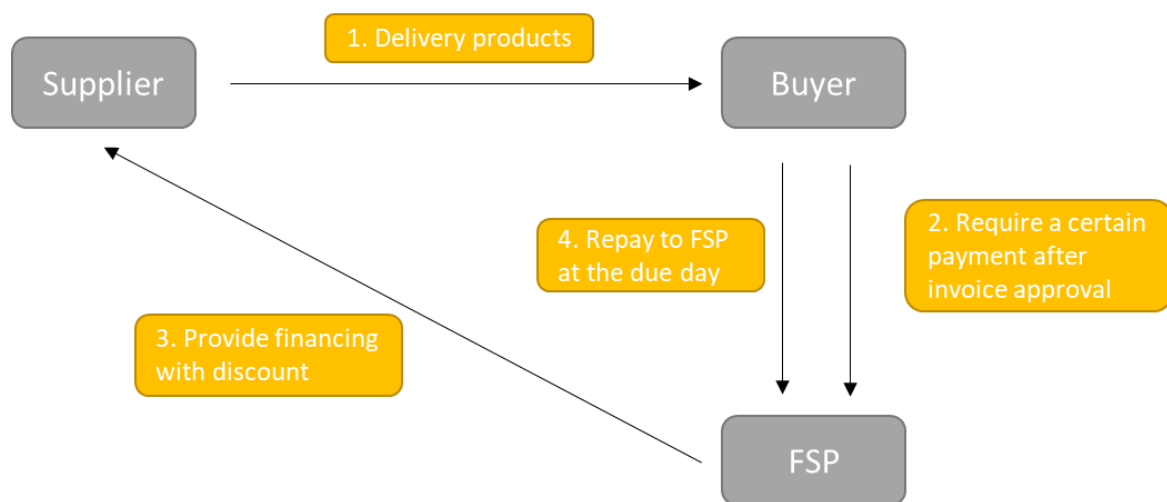 1. Delivery products
Supplier
Buyer
4. Repay to FSP
at the due day
2. Require a certain
payment after
invoice approval
3. Provide financing
with discount
FSP